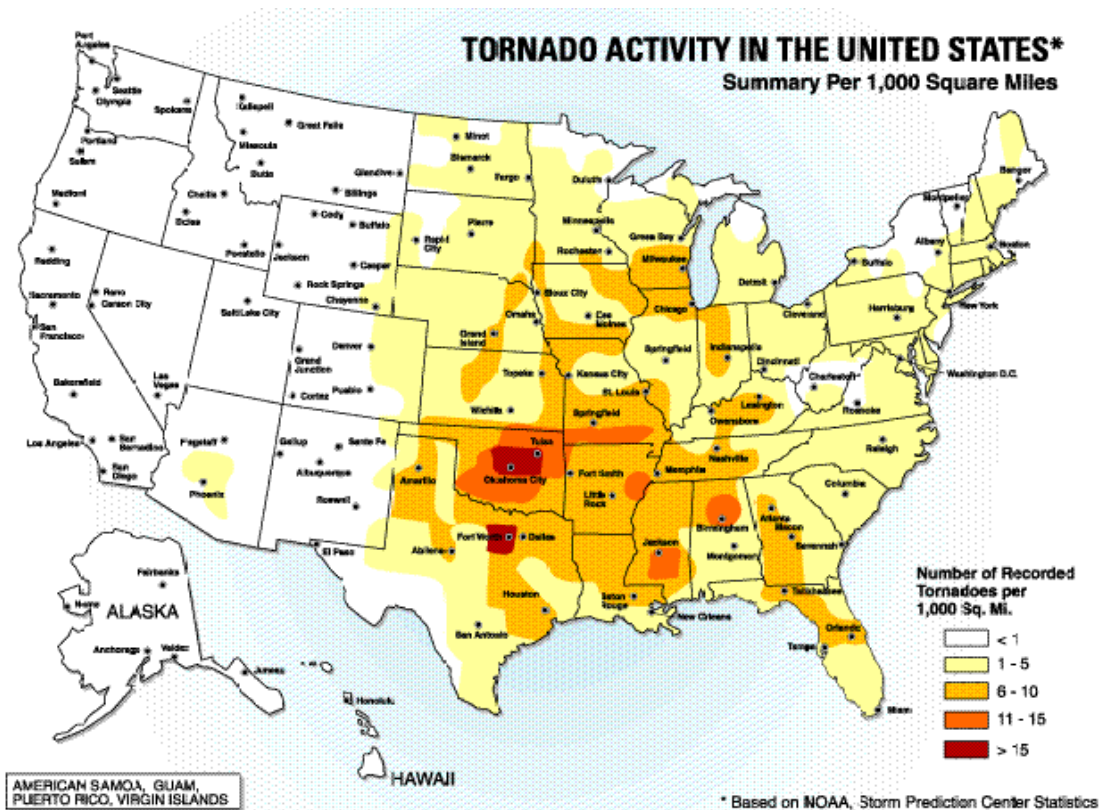 TORNADO ACTIVITY IN THE UNITED STATES*
Summary Per 1,000 Square Miles
Port
Angeles
Seattle
Olympia
Spokane
Portland
Salem
Medford
Kalispell
Great Falls
Missoula
Butte
Glendive
Billings
Challis
Boise
Pocatello
Cody
Buffalo
Jackson
Casper
Rock Springs
Cheyenne
Redding
Reno
Carson City
Sacramento
San
Francisco
Salt Lake City
Bakersfield
Las
Vegas
Los Angeles
San
Bernadino
San
Diego
Denver
Grand
Junction
Pueblo
Cortez
Flagstaff
Phoenix
Gallup
Santa Fe
Albuquerque
Roswell
El Paso
Minot
Bismarck
Fargo
Pierre
Rapid
City
Duluth
Minneapolis
Rochester
Green Bay
Milwaukee
Sioux City
Omaha
Grand
Island
Des
Moines
Chicago
Topeka
Kansas City
Wichita
Springfield
St. Louis
Springfield
Indianapolis
Detroit
Cleveland
Cincinnati
Charleston
Roanoke
Lexington
Owensboro
Nashville
Memphis
Tulsa
Oklahoma City
Fort Smith
Little
Rock
Amarillo
Fort Worth
Dallas
Abilene
Houston
San Antonio
Baton
Rouge
New Orleans
Jackson
Birmingham
Montgomery
Atlanta
Macon
Savannah
Columbia
Raleigh
Tallahassee
Orlando
Tampa
Miami
Bangor
Montpelier
Albany
Boston
Buffalo
New York
Harrisburg
Washington D.C.
Fairbanks
Nome
ALASKA
Anchorage
Valdez
Juneau
Honolulu
HAWAII
Number of Recorded
Tornadoes per
1,000 Sq. Mi.
< 1
1 - 5
6 - 10
11 - 15
> 15
AMERICAN SAMOA, GUAM,
PUERTO RICO, VIRGIN ISLANDS
* Based on NOAA, Storm Prediction Center Statistics